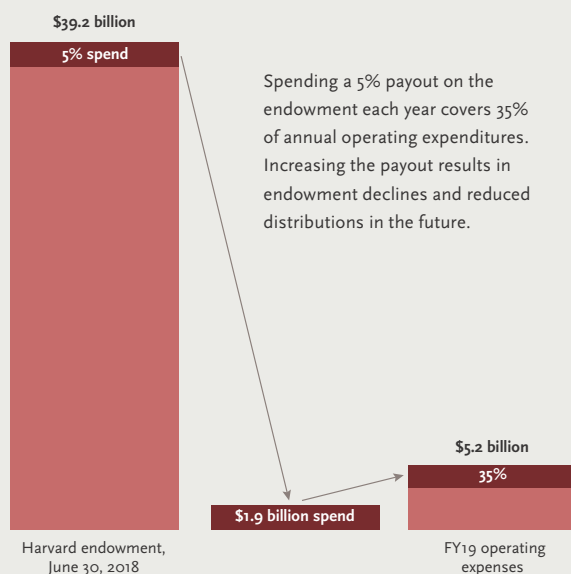 $39.2 billion
5% spend
Spending a 5% payout on the
endowment each year covers 35%
of annual operating expenditures.
Increasing the payout results in
endowment declines and reduced
distributions in the future.
$5.2 billion
35%
$1.9 billion spend
Harvard endowment,
June 30, 2018
FY19 operating
expenses